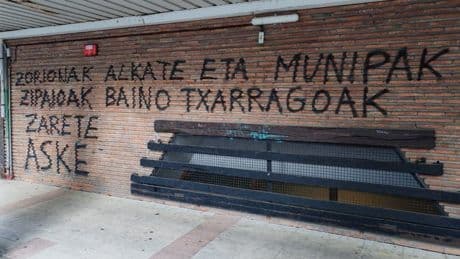 ZORIONAK ALKATE ETA MUNIPAK
ZIPAIOAK BAINO TXARRAGOAK
ZARETE
ASKE